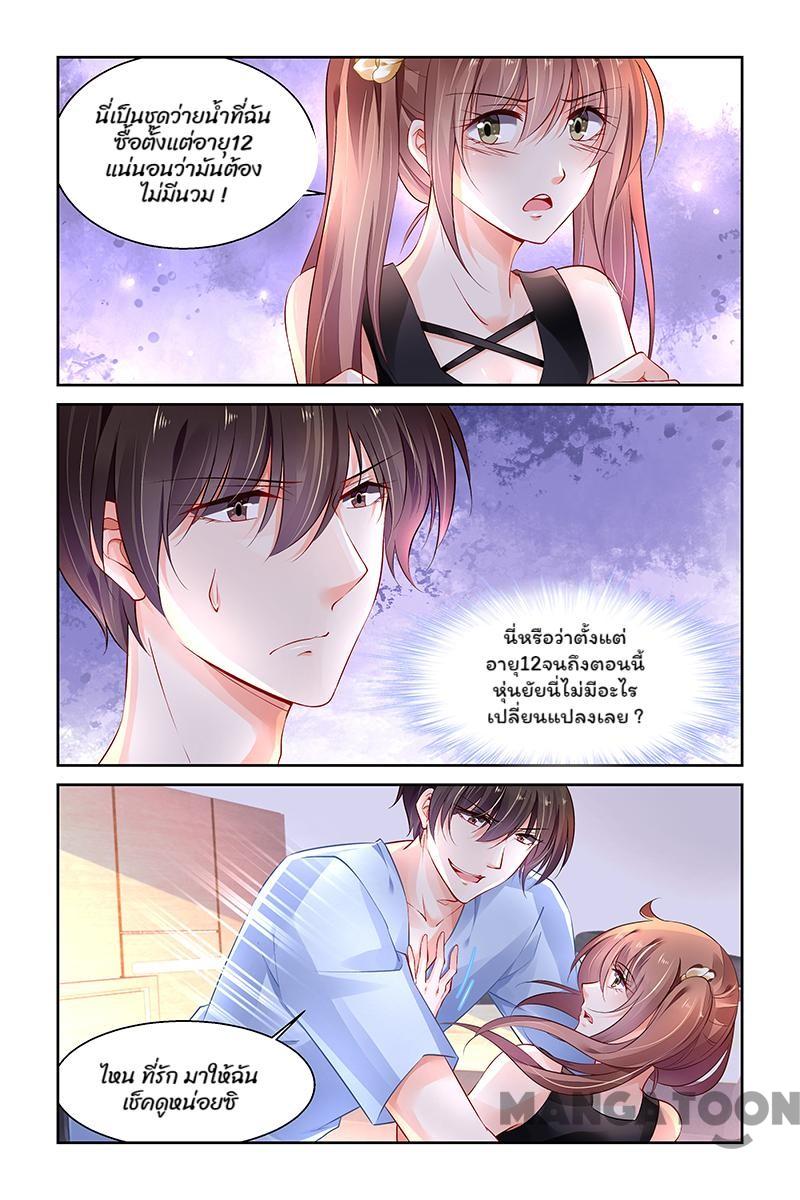 นี่เป็นชุดว่ายน้ำที่ฉัน
ซื้อตั้งแต่อายุ12
แน่นอนว่ามันต้อง
ไม่มีนวม !
นี่หรือว่าตั้งแต่
อายุ12จนถึงตอนนี้
หุ่นยัยนี่ไม่มีอะไร
เปลี่ยนแปลงเลย ?
ไหน ที่รัก มาให้ฉัน
เช็คดูหน่อยซิ
MANGATOON